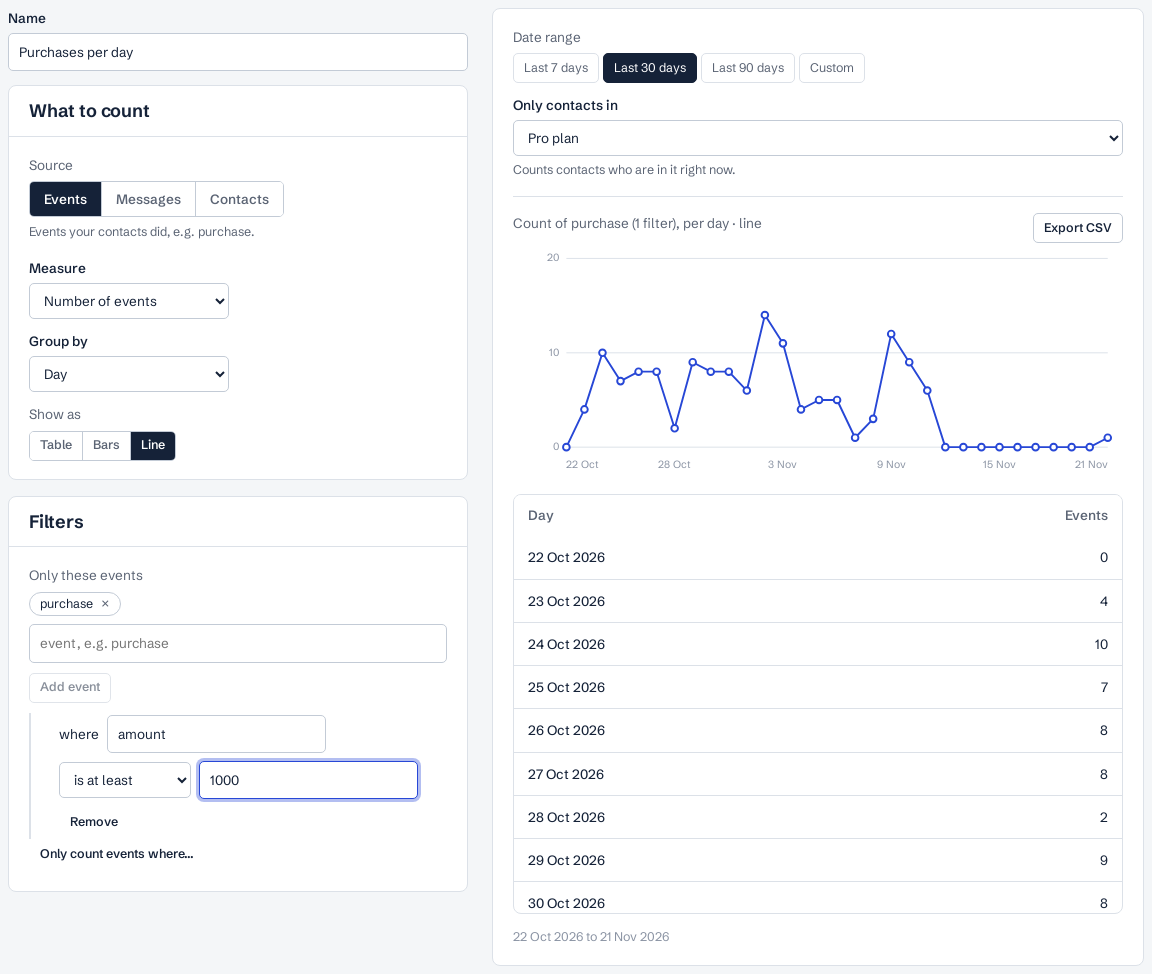 Name
Purchases per day
What to count
Source
Events Messages Contacts
Events your contacts did, e.g. purchase.
Measure
Number of events
Group by
Day
Show as
Table Bars Line
Filters
Only these events
purchase ×
event, e.g. purchase
Add event
where amount
is at least 1000
Remove
Only count events where...
Date range
Last 7 days Last 30 days Last 90 days Custom
Only contacts in
Pro plan
Counts contacts who are in it right now.
Count of purchase (1 filter), per day · line
Export CSV
20
10
0
22 Oct 28 Oct 3 Nov 9 Nov 15 Nov 21 Nov
Day Events
22 Oct 2026 0
23 Oct 2026 4
24 Oct 2026 10
25 Oct 2026 7
26 Oct 2026 8
27 Oct 2026 8
28 Oct 2026 2
29 Oct 2026 9
30 Oct 2026 8
22 Oct 2026 to 21 Nov 2026